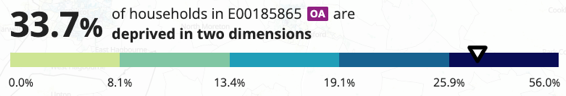 33.7% of households in E00185865 OA are
deprived in two dimensions
0.0% 8.1% 13.4% 19.1% 25.9% 56.0%